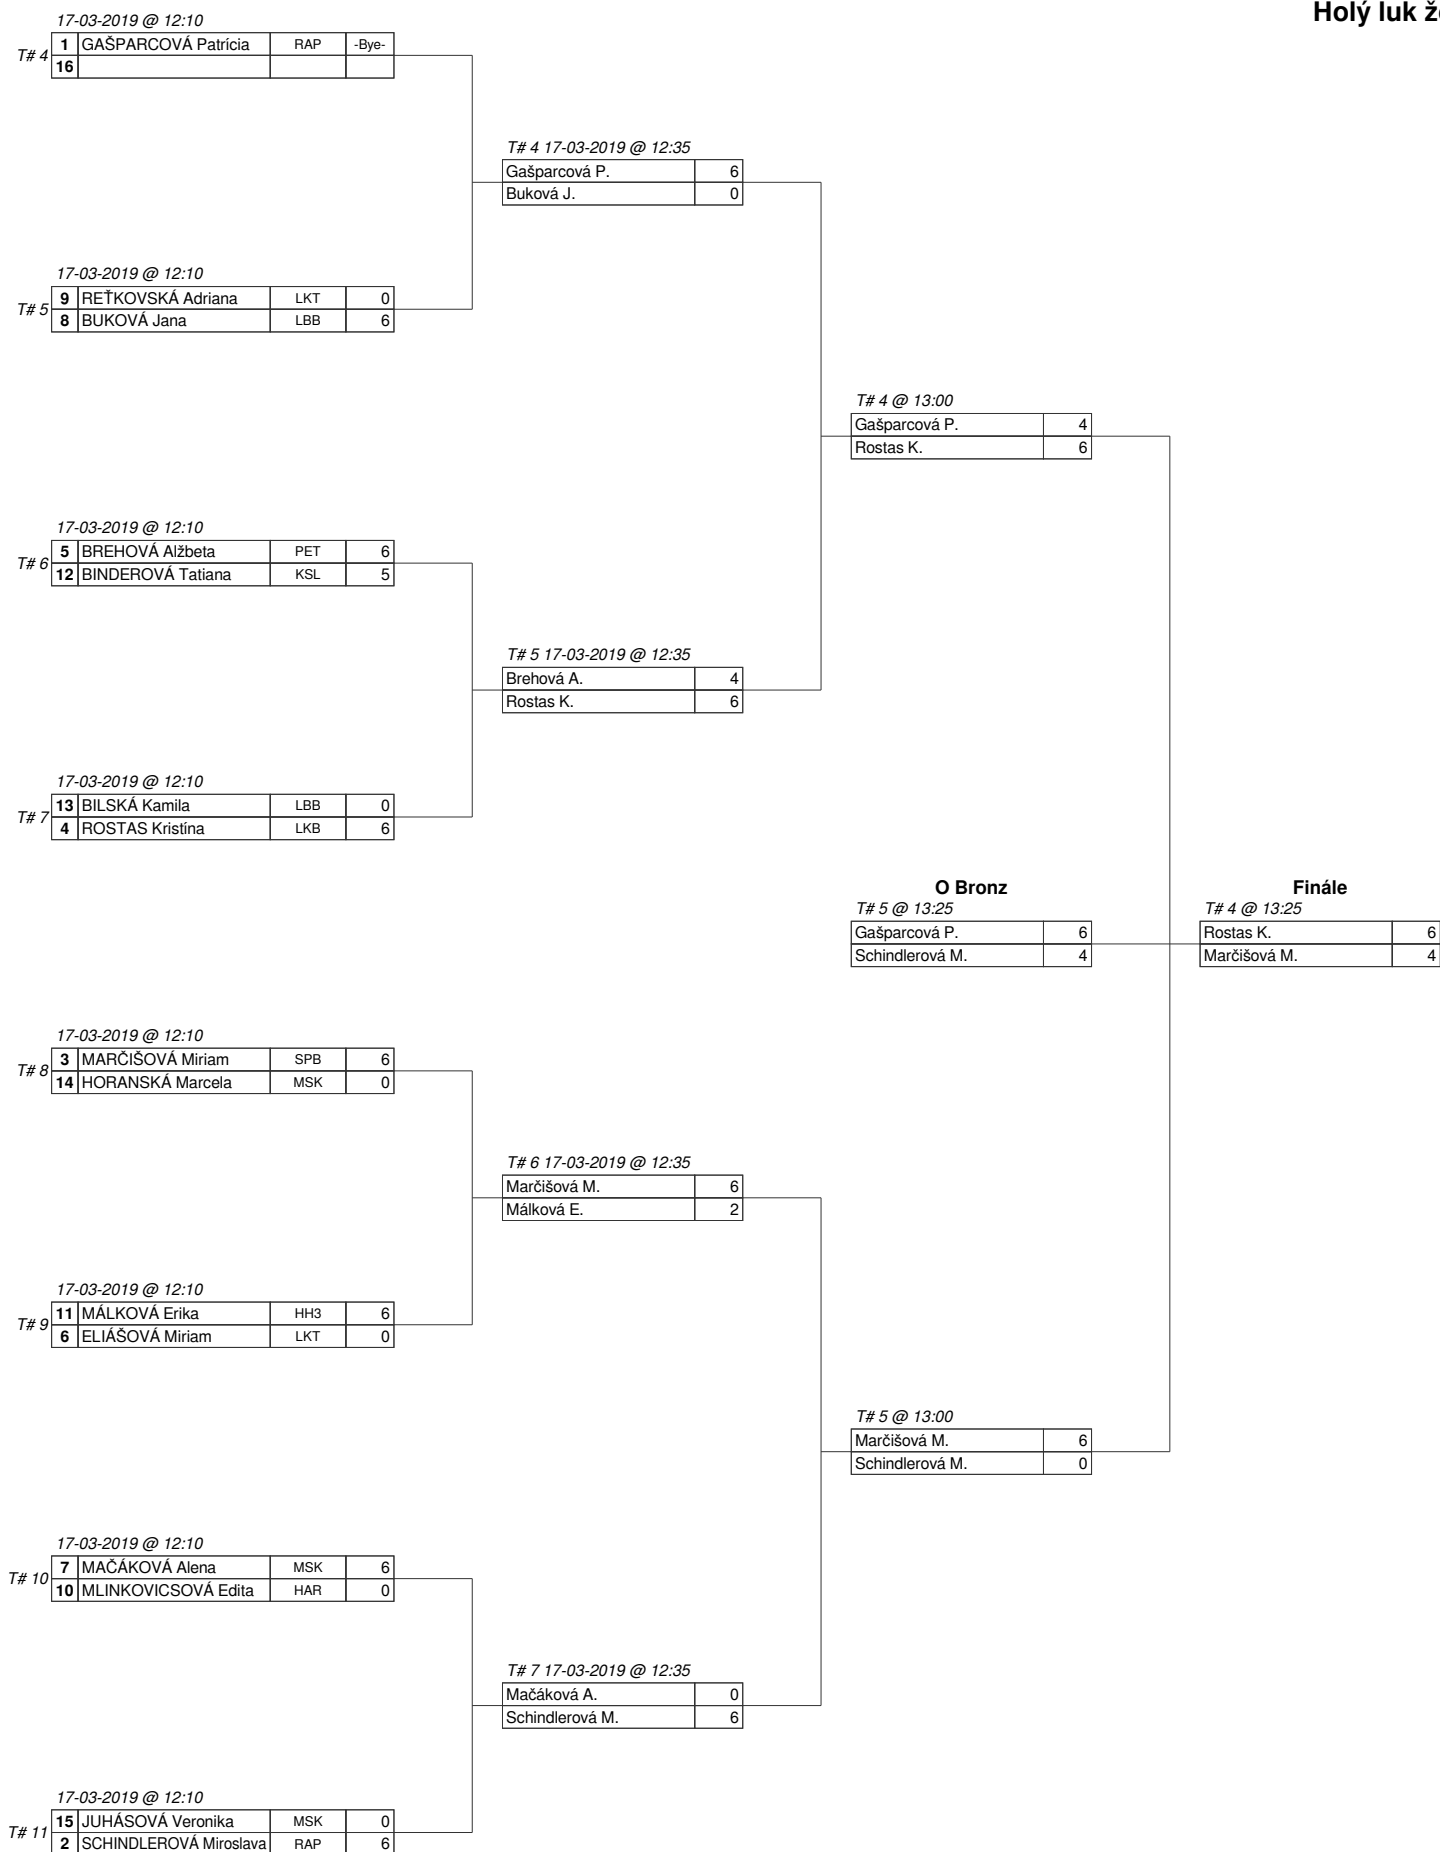 Holý luk
17-03-2019 @ 12:10
T# 4
1 GAŠPARCOVÁ Patrícia RAP -Bye-
16
T# 4 17-03-2019 @ 12:35
Gašparcová P. 6
Buková J. 0
17-03-2019 @ 12:10
T# 5
9 REŤKOVSKÁ Adriana LKT 0
8 BUKOVÁ Jana LBB 6
T# 4 @ 13:00
Gašparcová P. 4
Rostas K. 6
17-03-2019 @ 12:10
T# 6
5 BREHOVÁ Alžbeta PET 6
12 BINDEROVÁ Tatiana KSL 5
T# 5 17-03-2019 @ 12:35
Brehová A. 4
Rostas K. 6
17-03-2019 @ 12:10
T# 7
13 BILSKÁ Kamila LBB 0
4 ROSTAS Kristína LKB 6
O Bronz
T# 5 @ 13:25
Gašparcová P. 6
Schindlerová M. 4
Finále
T# 4 @ 13:25
Rostas K. 6
Marčišová M. 4
17-03-2019 @ 12:10
T# 8
3 MARČIŠOVÁ Miriam SPB 6
14 HORANSKÁ Marcela MSK 0
T# 6 17-03-2019 @ 12:35
Marčišová M. 6
Málková E. 2
17-03-2019 @ 12:10
T# 9
11 MÁLKOVÁ Erika HH3 6
6 ELIÁŠOVÁ Miriam LKT 0
T# 5 @ 13:00
Marčišová M. 6
Schindlerová M. 0
17-03-2019 @ 12:10
T# 10
7 MAČÁKOVÁ Alena MSK 6
10 MLINKOVICSOVÁ Edita HAR 0
T# 7 17-03-2019 @ 12:35
Mačáková A. 0
Schindlerová M. 6
17-03-2019 @ 12:10
T# 11
15 JUHÁSOVÁ Veronika MSK 0
2 SCHINDLEROVÁ Miroslava RAP 6